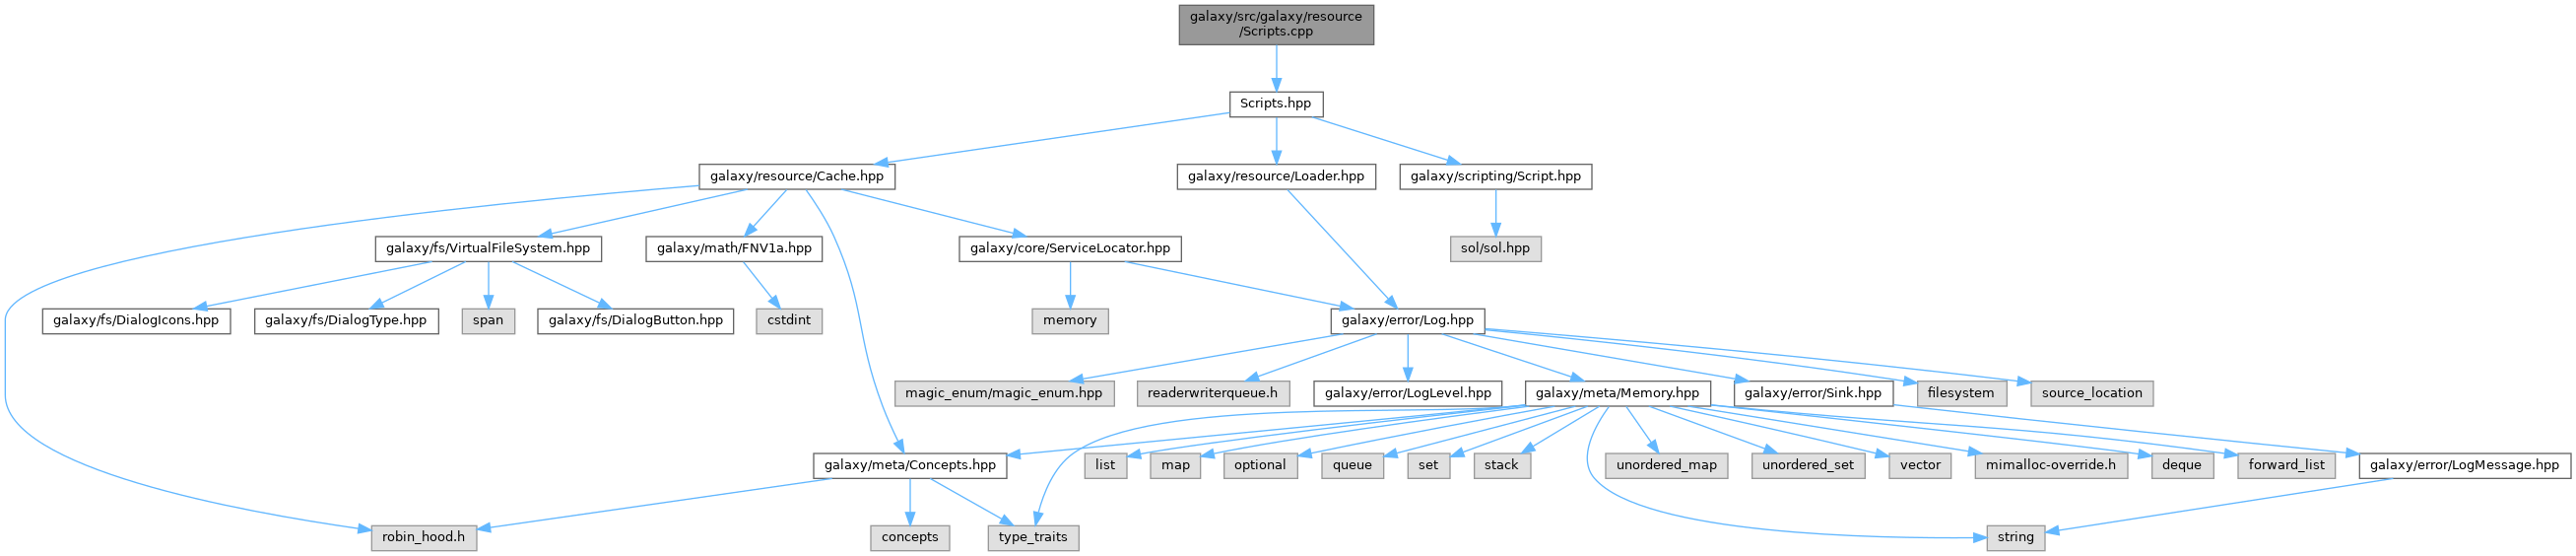 galaxy/src/galaxy/resource
/Scripts.cpp
Scripts.hpp
galaxy/resource/Cache.hpp
galaxy/resource/Loader.hpp
galaxy/scripting/Script.hpp
galaxy/fs/VirtualFileSystem.hpp
galaxy/math/FNV1a.hpp
galaxy/core/ServiceLocator.hpp
sol/sol.hpp
galaxy/fs/DialogIcons.hpp
galaxy/fs/DialogType.hpp
span
galaxy/fs/DialogButton.hpp
cstdint
memory
galaxy/error/Log.hpp
magic_enum/magic_enum.hpp
readerwriterqueue.h
galaxy/error/LogLevel.hpp
galaxy/meta/Memory.hpp
galaxy/error/Sink.hpp
filesystem
source_location
galaxy/meta/Concepts.hpp
list
map
optional
queue
set
stack
unordered_map
unordered_set
vector
mimalloc-override.h
deque
forward_list
galaxy/error/LogMessage.hpp
robin_hood.h
concepts
type_traits
string